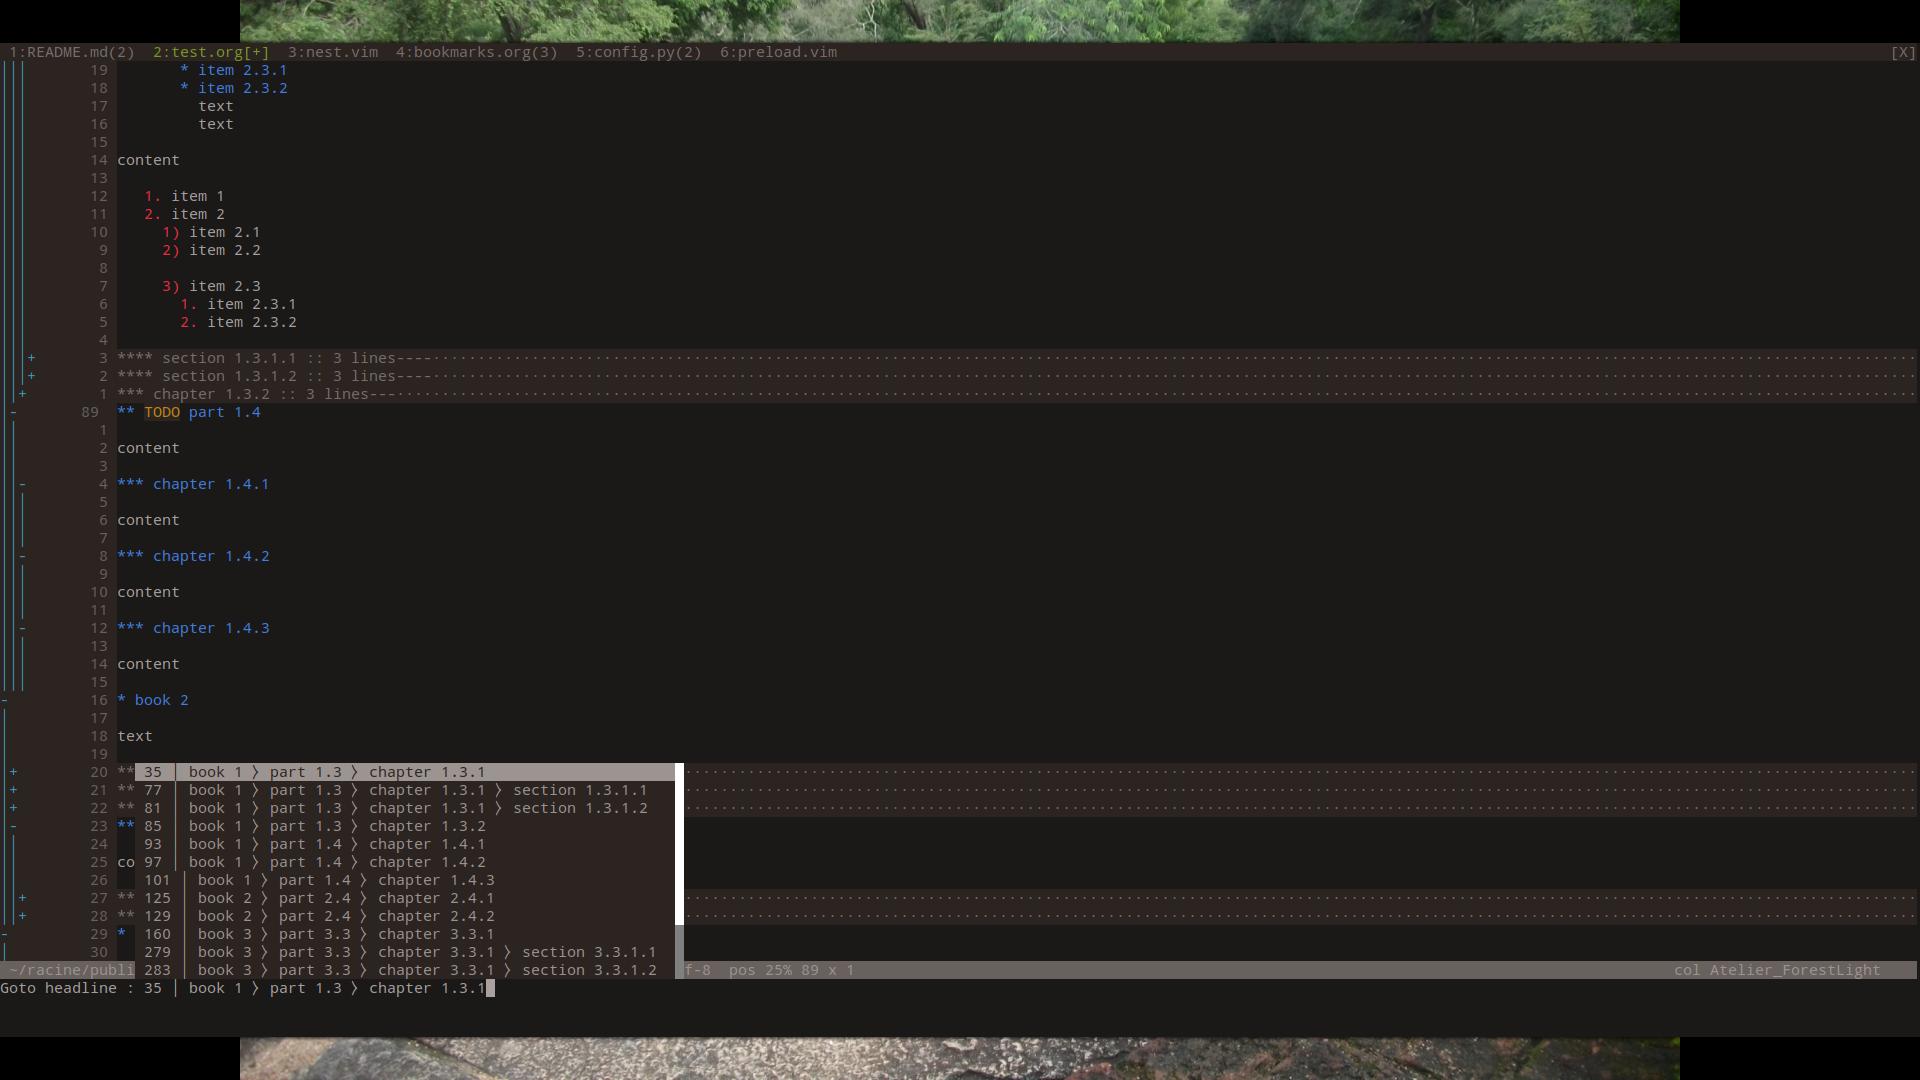 1:README.md(2)  2:test.org[+]  3:nest.vim  4:bookmarks.org(3)  5:config.py(2)  6:preload.vim [X]
19 * item 2.3.1
18 * item 2.3.2
17 text
16 text
15
14 content
13
12 1. item 1
11 2. item 2
10 1) item 2.1
9 2) item 2.2
8
7 3) item 2.3
6 1. item 2.3.1
5 2. item 2.3.2
4
+ 3 **** section 1.3.1.1 :: 3 lines----
+ 2 **** section 1.3.1.2 :: 3 lines----
+ 1 *** chapter 1.3.2 :: 3 lines---
- 89 ** TODO part 1.4
1
2 content
3
- 4 *** chapter 1.4.1
5
6 content
7
- 8 *** chapter 1.4.2
9
10 content
11
- 12 *** chapter 1.4.3
13
14 content
15
- 16 * book 2
17
18 text
19
+ 20 ** 35 │ book 1 〉 part 1.3 〉 chapter 1.3.1
+ 21 ** 77 │ book 1 〉 part 1.3 〉 chapter 1.3.1 〉 section 1.3.1.1
+ 22 ** 81 │ book 1 〉 part 1.3 〉 chapter 1.3.1 〉 section 1.3.1.2
- 23 ** 85 │ book 1 〉 part 1.3 〉 chapter 1.3.2
24 93 │ book 1 〉 part 1.4 〉 chapter 1.4.1
25 co 97 │ book 1 〉 part 1.4 〉 chapter 1.4.2
26 101 │ book 1 〉 part 1.4 〉 chapter 1.4.3
+ 27 ** 125 │ book 2 〉 part 2.4 〉 chapter 2.4.1
+ 28 ** 129 │ book 2 〉 part 2.4 〉 chapter 2.4.2
- 29 * 160 │ book 3 〉 part 3.3 〉 chapter 3.3.1
30 279 │ book 3 〉 part 3.3 〉 chapter 3.3.1 〉 section 3.3.1.1
~/racine/publi 283 │ book 3 〉 part 3.3 〉 chapter 3.3.1 〉 section 3.3.1.2 f-8 pos 25% 89 x 1 col Atelier_ForestLight
Goto headline : 35 │ book 1 〉 part 1.3 〉 chapter 1.3.1